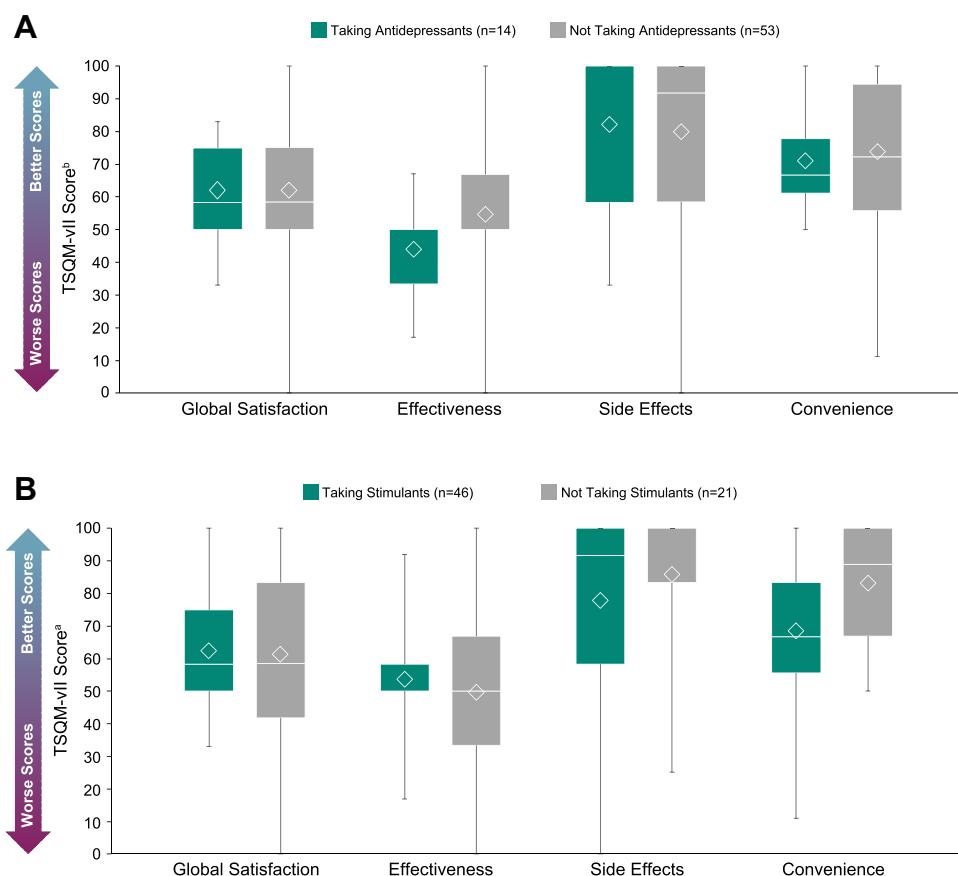 A
Taking Antidepressants (n=14)
Not Taking Antidepressants (n=53)
Better Scores
Worse Scores
TSQM-vII Scoreᵇ
100
90
80
70
60
50
40
30
20
10
0
Global Satisfaction
Effectiveness
Side Effects
Convenience
B
Taking Stimulants (n=46)
Not Taking Stimulants (n=21)
Better Scores
Worse Scores
TSQM-vII Scoreᵃ
100
90
80
70
60
50
40
30
20
10
0
Global Satisfaction
Effectiveness
Side Effects
Convenience